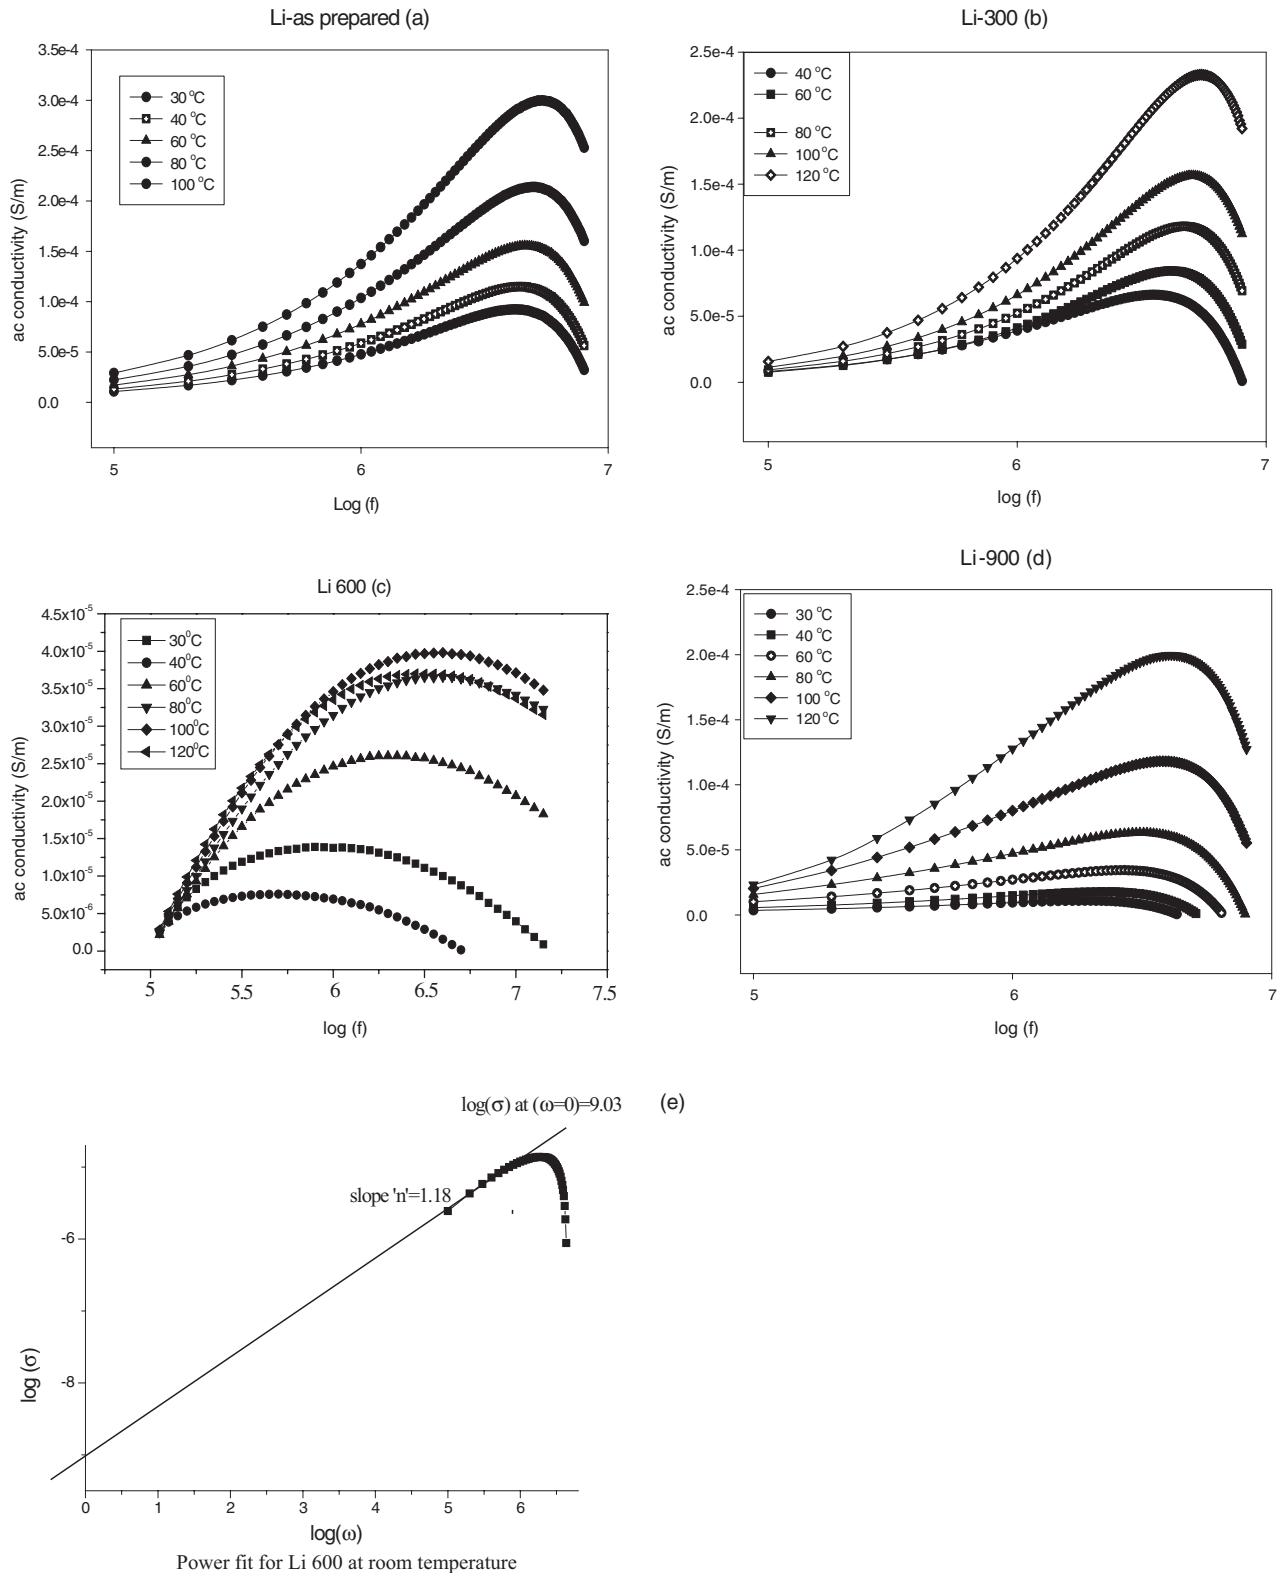 Li-as prepared (a)
3.5e-4
3.0e-4
2.5e-4
2.0e-4
1.5e-4
1.0e-4
5.0e-5
0.0
ac conductivity (S/m)
30 °C
40 °C
60 °C
80 °C
100 °C
5
6
7
Log (f)
Li-300 (b)
2.5e-4
2.0e-4
1.5e-4
1.0e-4
5.0e-5
0.0
ac conductivity (S/m)
40 °C
60 °C
80 °C
100 °C
120 °C
5
6
7
log (f)
Li 600 (c)
4.5x10⁻⁵
4.0x10⁻⁵
3.5x10⁻⁵
3.0x10⁻⁵
2.5x10⁻⁵
2.0x10⁻⁵
1.5x10⁻⁵
1.0x10⁻⁵
5.0x10⁻⁶
0.0
ac conductivity (S/m)
30⁰C
40⁰C
60⁰C
80⁰C
100⁰C
120⁰C
5
5.5
6
6.5
7
7.5
log (f)
Li-900 (d)
2.5e-4
2.0e-4
1.5e-4
1.0e-4
5.0e-5
0.0
ac conductivity (S/m)
30 °C
40 °C
60 °C
80 °C
100 °C
120 °C
5
6
7
log (f)
log(σ) at (ω=0)=9.03
(e)
slope 'n'=1.18
-6
-8
log (σ)
0
1
2
3
4
5
6
log(ω)
Power fit for Li 600 at room temperature